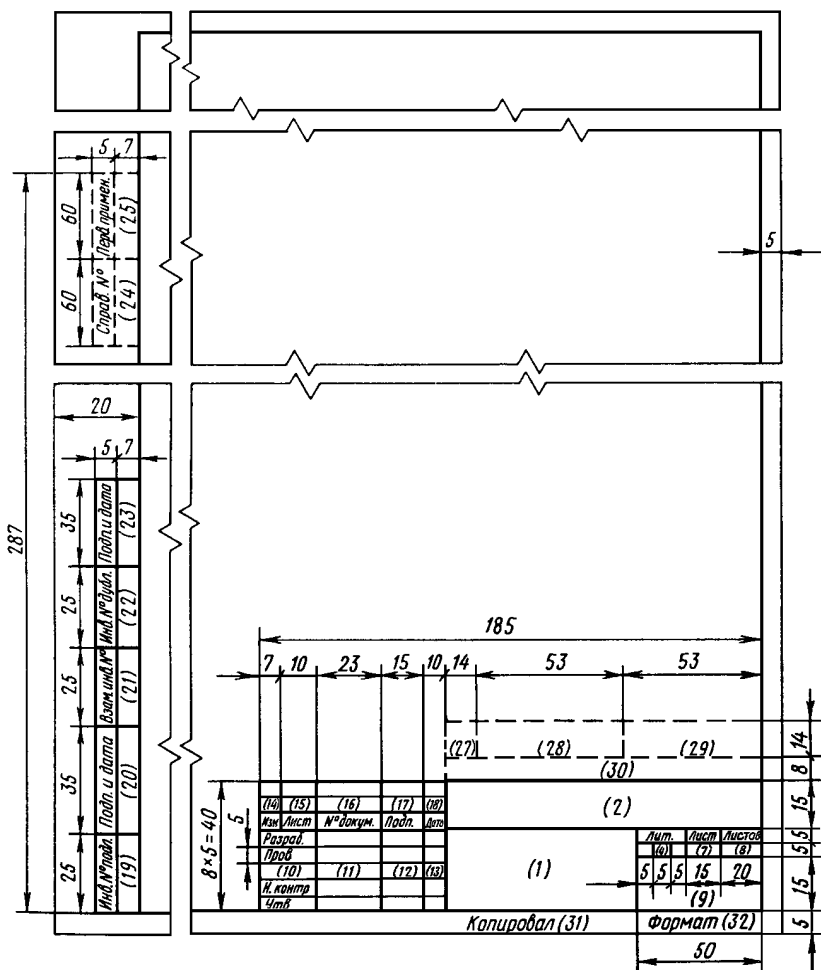 5 7
60
Перв. примен.
(25)
5
60
Справ. №
(24)
20
5 7
287
35
Подп. и дата
(23)
25
Инв. № дубл.
(22)
25
Взам. инв. №
(21)
35
Подп. и дата
(20)
25
Инв. № подл.
(19)
185
7 10 23 15 10 14 53 53
(27) (28) (29) 14
(30) 8
8×5=40
5
(2) 15
(14) (15) (16) (17) (18)
Изм Лист № докум. Подп. Дата
Разраб.
Пров
(10) (11) (12) (13)
Н. контр
Утв
(1)
Лит. Лист Листов 5
(4) (7) (8) 5
5 5 5 15 20
(9) 15
Копировал (31) Формат (32) 5
50